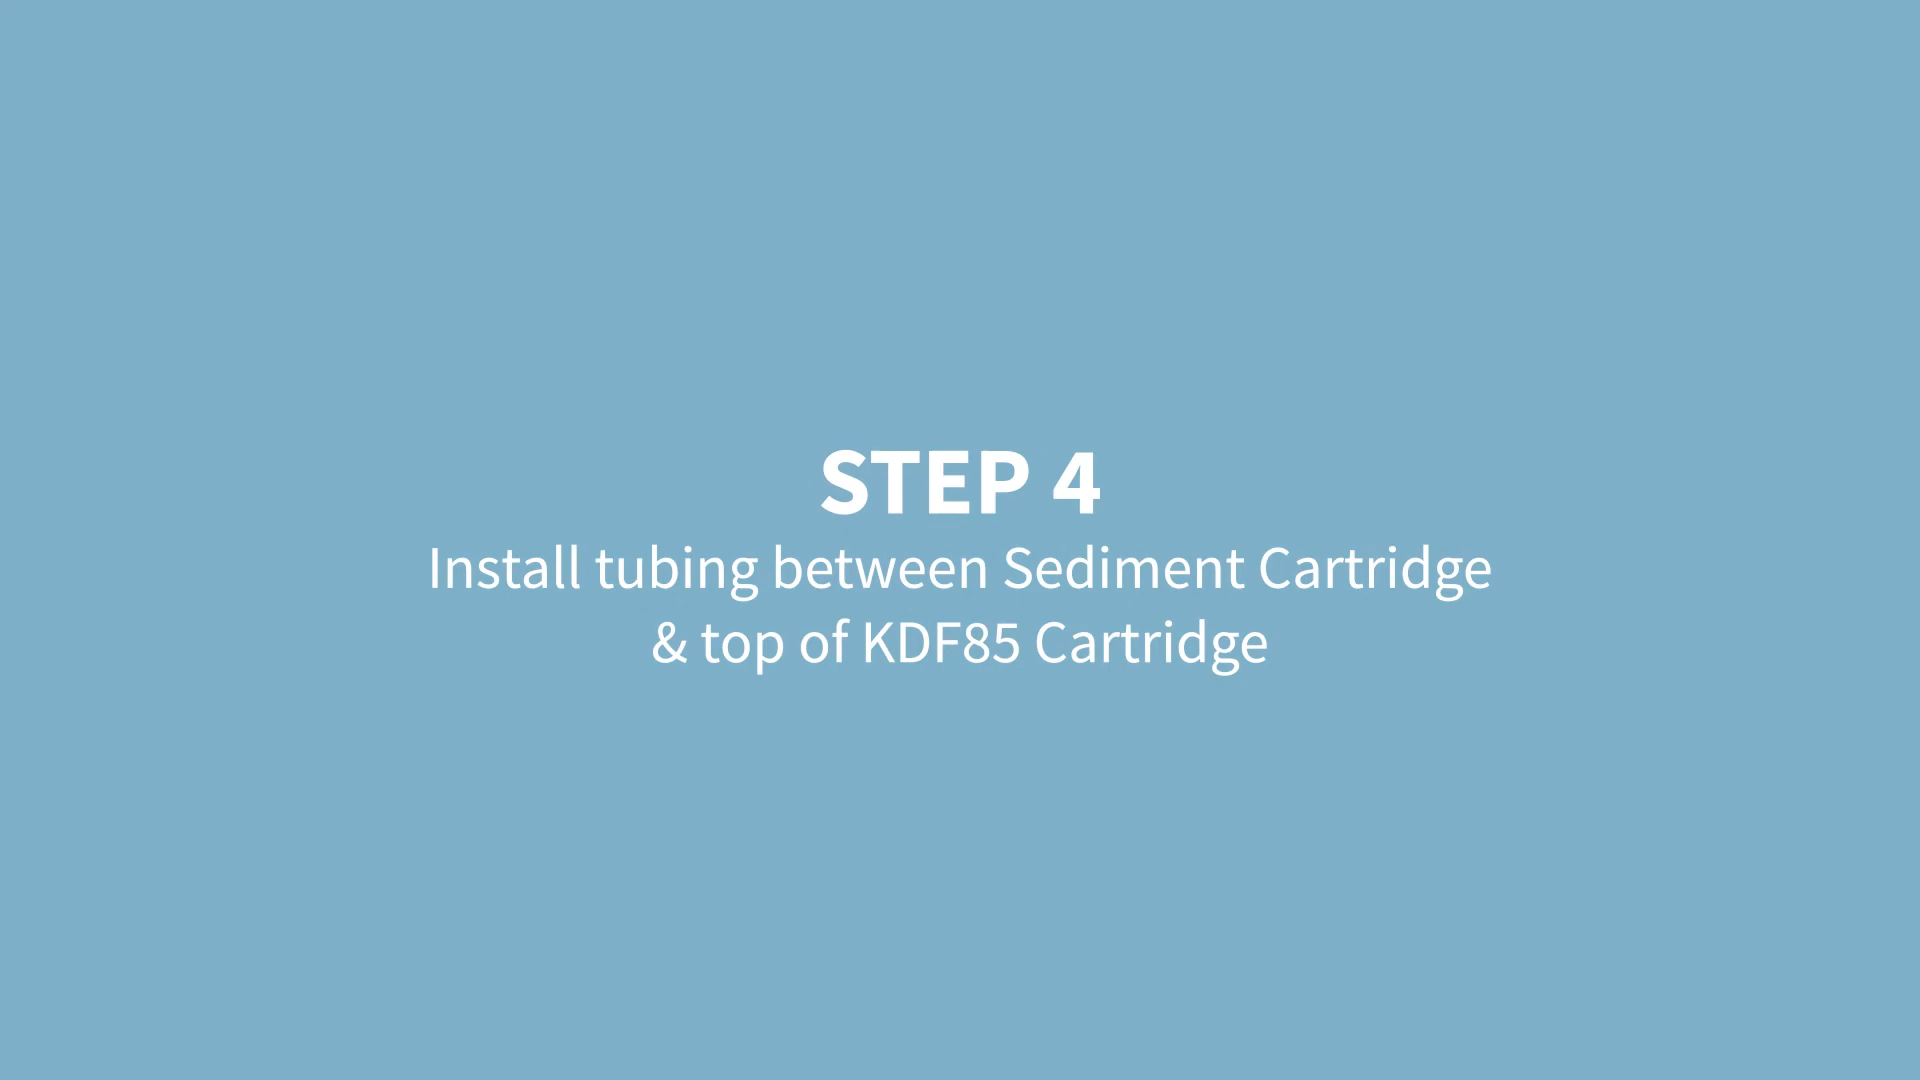 STEP 4
Install tubing between Sediment Cartridge
& top of KDF85 Cartridge